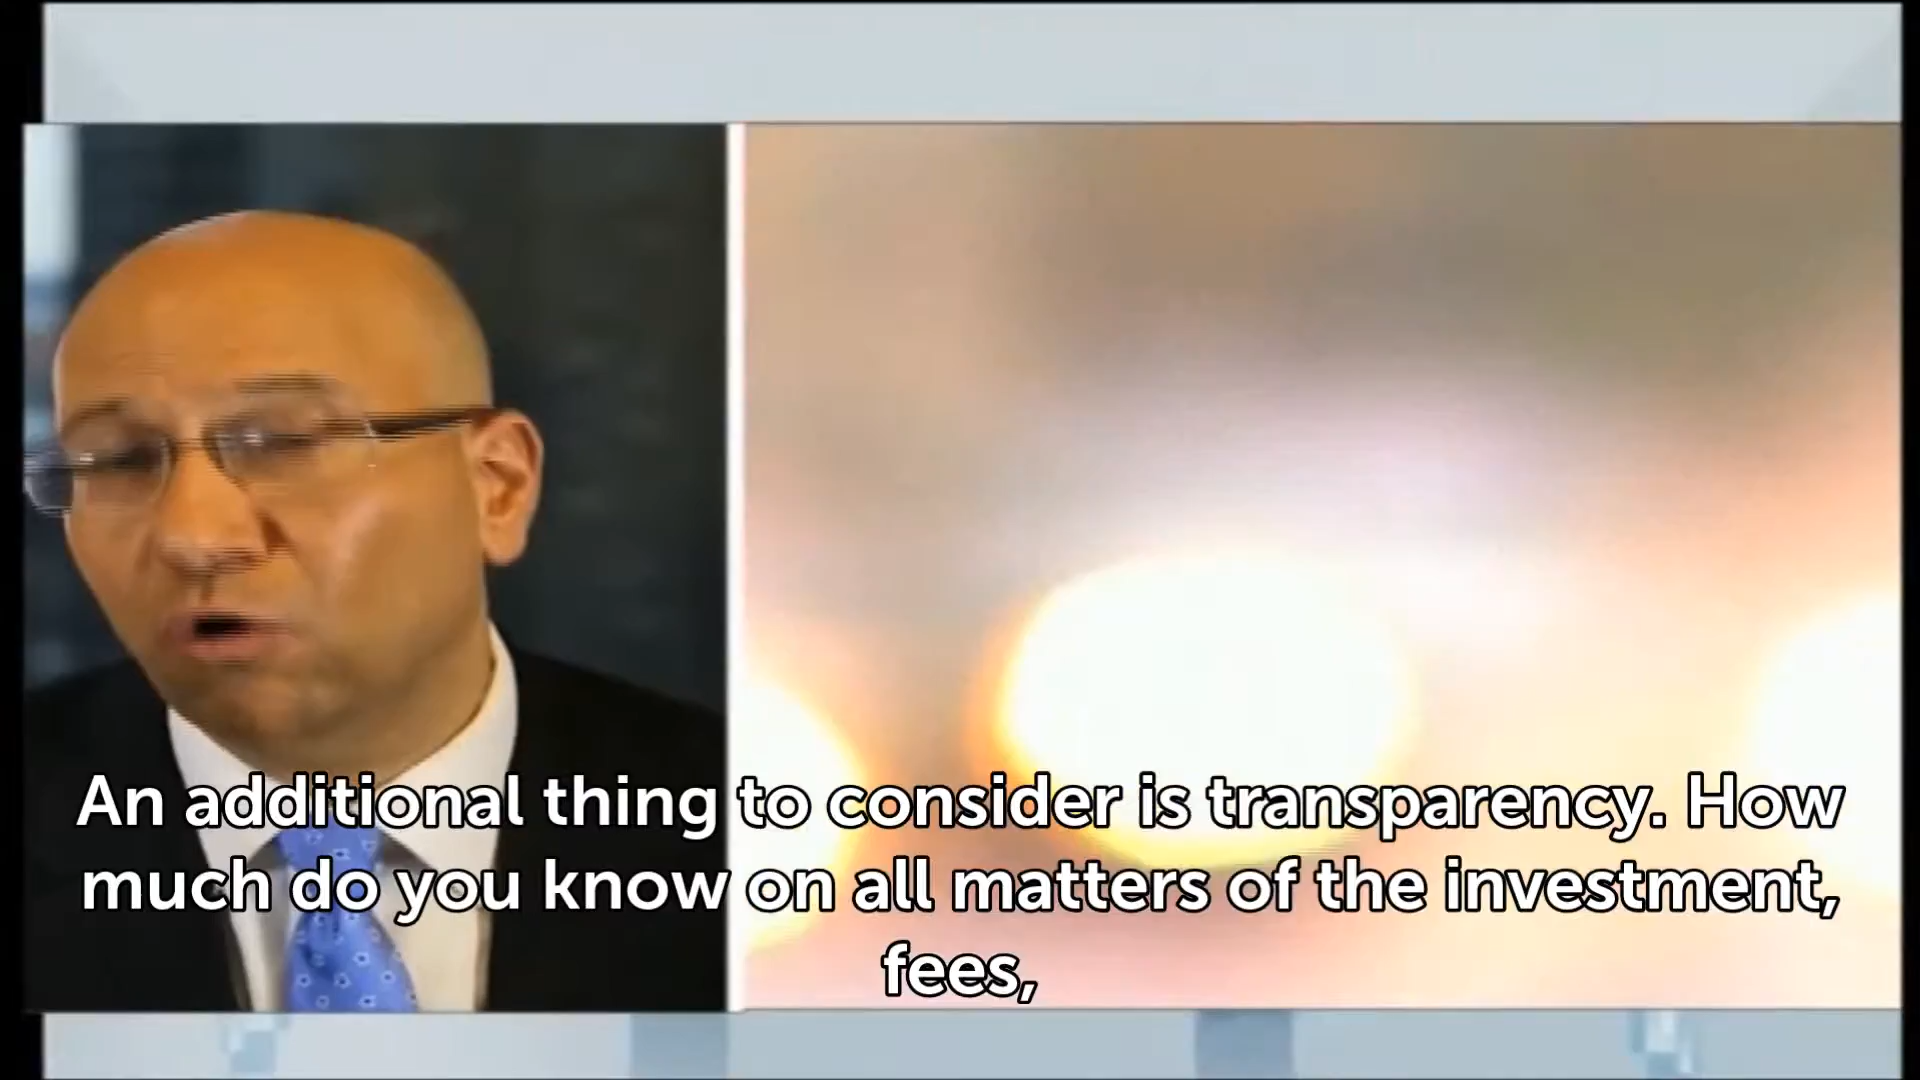 An additional thing to consider is transparency. How
much do you know on all matters of the investment,
fees,